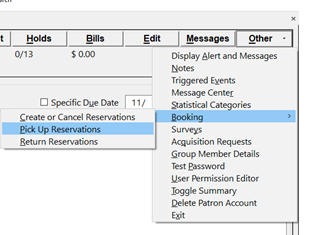 t Holds Bills Edit Messages Other
0/13 $ 0.00
Display Alert and Messages
Notes
Triggered Events
Message Center
Specific Due Date 11/
Statistical Categories
Create or Cancel Reservations
Booking
Pick Up Reservations
Surveys
Return Reservations
Acquisition Requests
Group Member Details
Test Password
User Permission Editor
Toggle Summary
Delete Patron Account
Exit